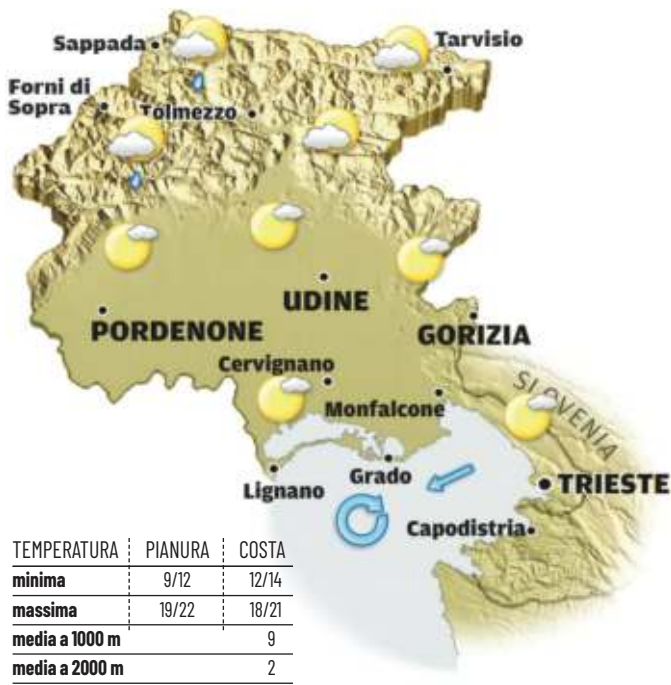 Sappada
Tarvisio
Forni di
Sopra
Tolmezzo
UDINE
PORDENONE
GORIZIA
Cervignano
SLOVENIA
Monfalcone
Grado
Lignano
TRIESTE
Capodistria
TEMPERATURA PIANURA COSTA
minima 9/12 12/14
massima 19/22 18/21
media a 1000 m 9
media a 2000 m 2